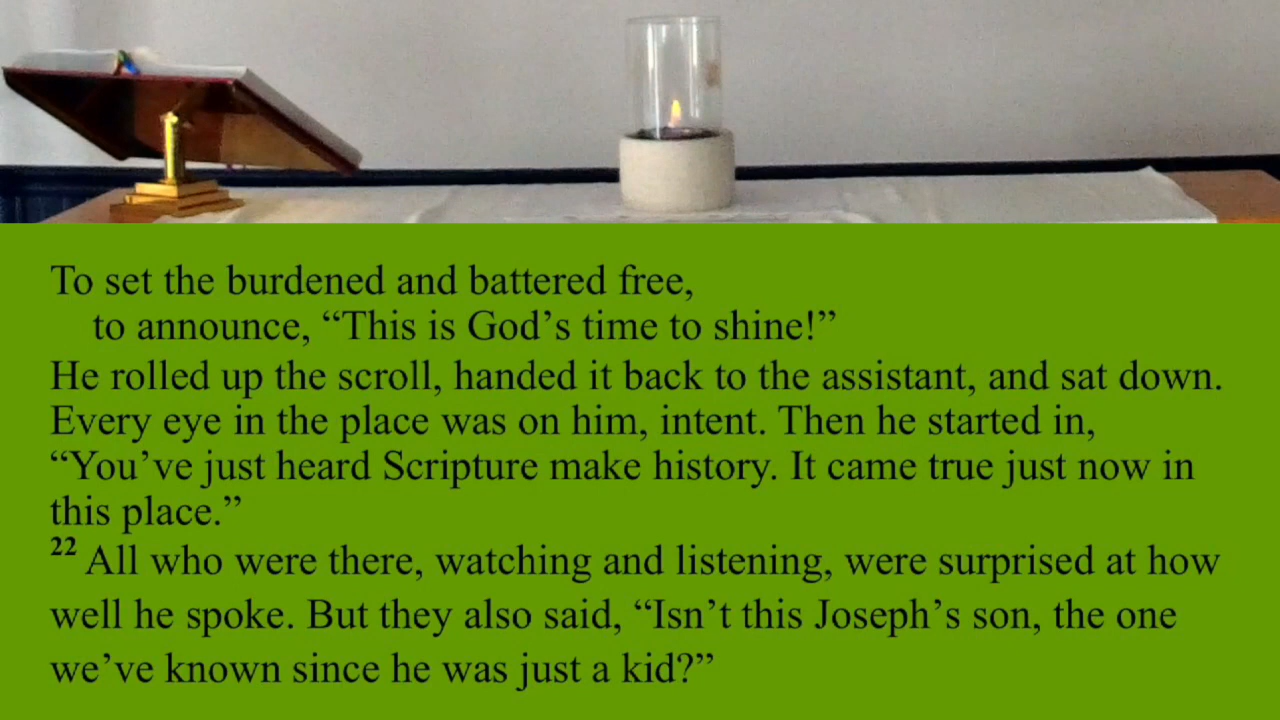 To set the burdened and battered free,
to announce, “This is God’s time to shine!”
He rolled up the scroll, handed it back to the assistant, and sat down.
Every eye in the place was on him, intent. Then he started in,
“You’ve just heard Scripture make history. It came true just now in
this place.”
22 All who were there, watching and listening, were surprised at how
well he spoke. But they also said, “Isn’t this Joseph’s son, the one
we’ve known since he was just a kid?”